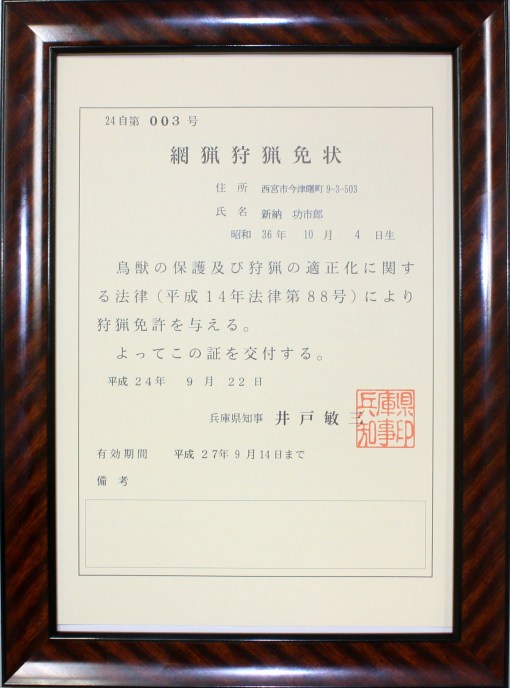 24自第 003 号
網猟狩猟免状
住所 西宮市今津曙町9-3-503
氏名 新納 功市郎
昭和 36年 10月 4日生
鳥獣の保護及び狩猟の適正化に関す
る法律(平成14年法律第88号)により
狩猟免許を与える。
よってこの証を交付する。
平成24年 9月 22日
兵庫県知事 井戸敏三
兵庫県
知事印
有効期間 平成27年9月14日まで
備考